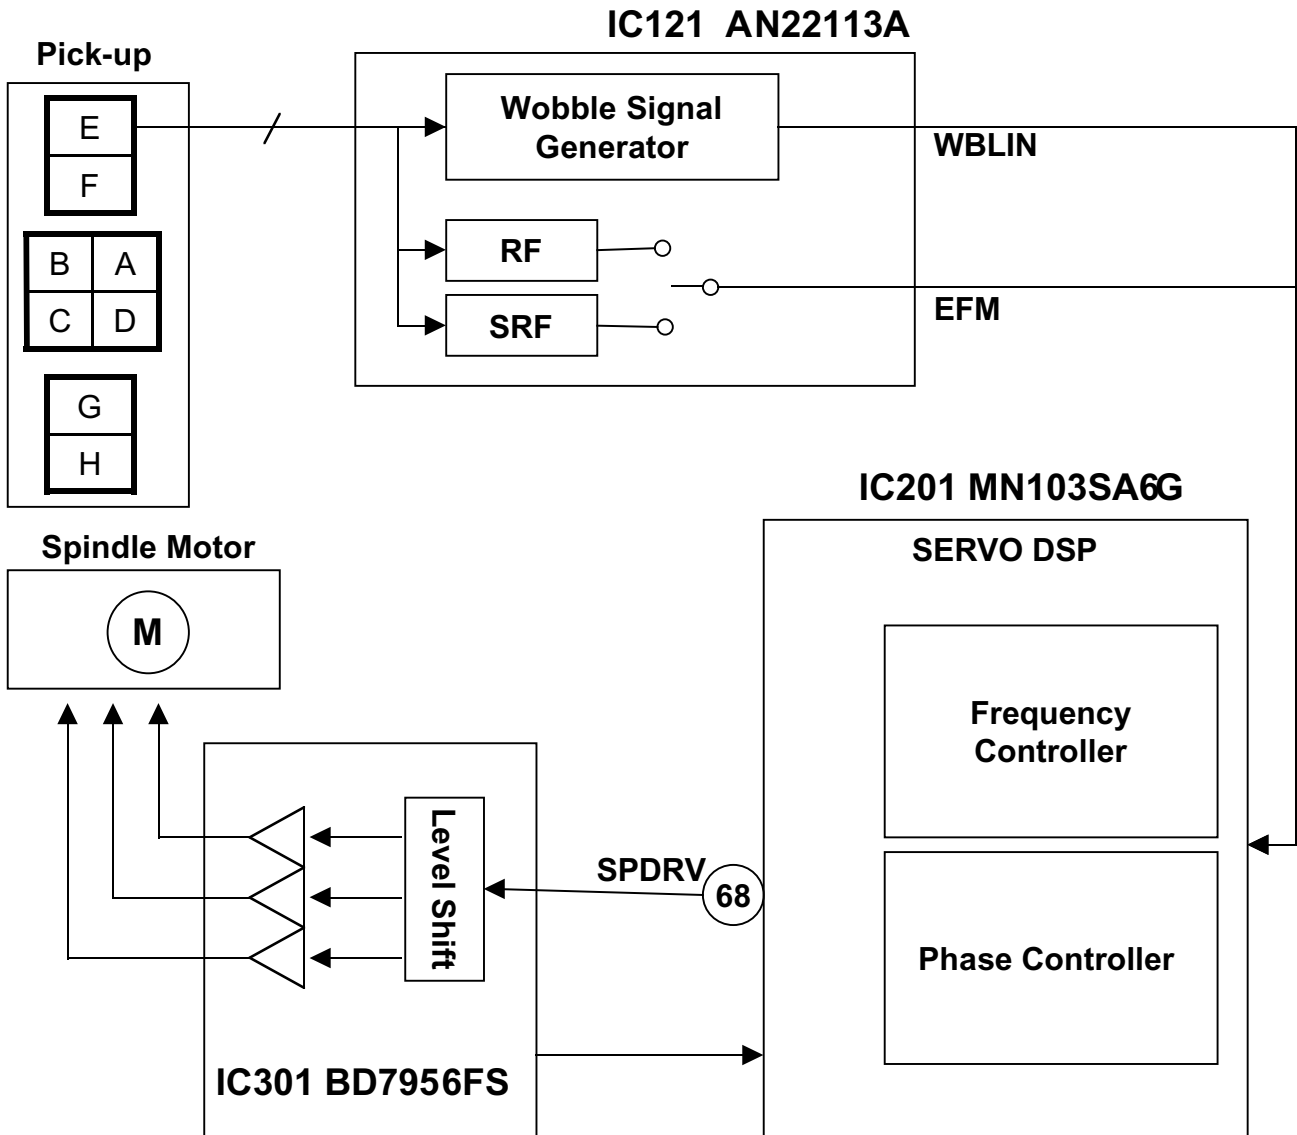 IC121 AN22113A
Pick-up
E
F
B A
C D
G
H
Wobble Signal
Generator
WBLIN
RF
SRF
EFM
IC201 MN103SA6G
SERVO DSP
Spindle Motor
M
Frequency
Controller
Level Shift
SPDRV
68
Phase Controller
IC301 BD7956FS